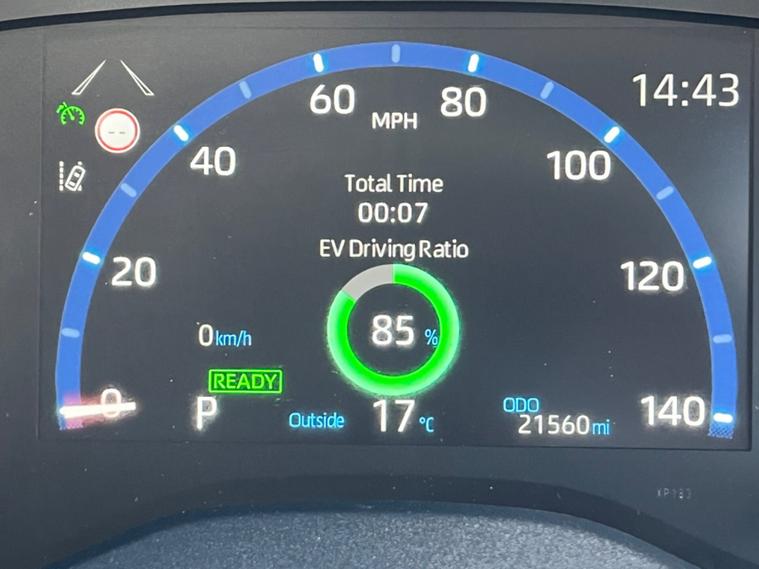 14:43
60
80
MPH
--
40
100
Total Time
00:07
EV Driving Ratio
20
120
85 %
0 km/h
READY
0
P
Outside 17 °C
ODO
21560 mi
140
XP183